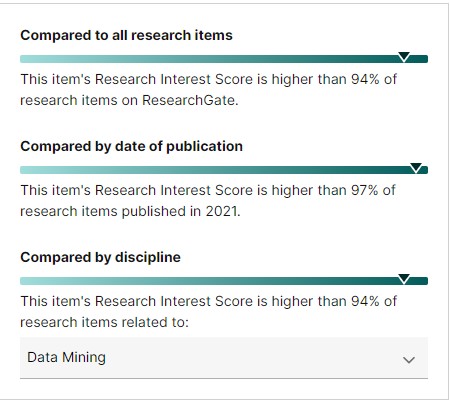 Compared to all research items
This item's Research Interest Score is higher than 94% of
research items on ResearchGate.
Compared by date of publication
This item's Research Interest Score is higher than 97% of
research items published in 2021.
Compared by discipline
This item's Research Interest Score is higher than 94% of
research items related to:
Data Mining